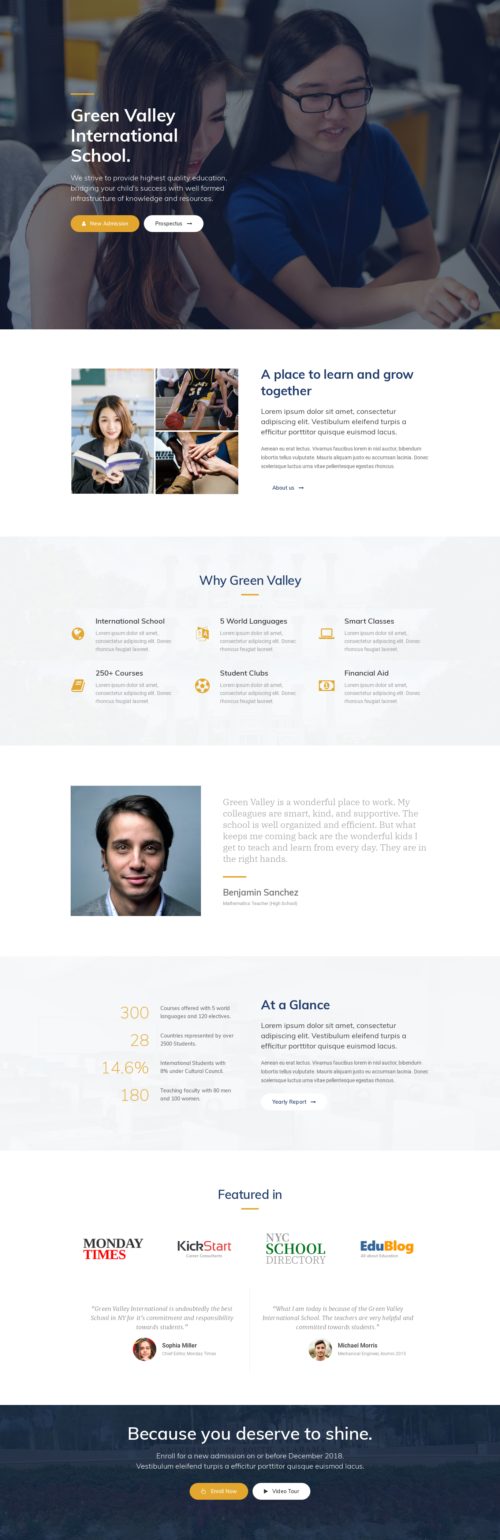 Green Valley
International
School.
We strive to provide highest quality education,
bridging your child's success with well formed
infrastructure of knowledge and resources.
New Admission
Prospectus
A place to learn and grow
together
Lorem ipsum dolor sit amet, consectetur
adipiscing elit. Vestibulum eleifend turpis a
efficitur porttitor quisque euismod lacus.
Aenean eu erat lectus. Vivamus faucibus lorem in nisl auctor, bibendum
lobortis tellus vulputate. Mauris aliquam justo eu accumsan lacinia. Donec
scelerisque luctus urna vitae pellentesque egestas rhoncus.
About us
Why Green Valley
International School
Lorem ipsum dolor sit amet,
consectetur adipiscing elit. Donec
rhoncus feugiat laoreet.
5 World Languages
Lorem ipsum dolor sit amet,
consectetur adipiscing elit. Donec
rhoncus feugiat laoreet.
Smart Classes
Lorem ipsum dolor sit amet,
consectetur adipiscing elit. Donec
rhoncus feugiat laoreet.
250+ Courses
Lorem ipsum dolor sit amet,
consectetur adipiscing elit. Donec
rhoncus feugiat laoreet.
Student Clubs
Lorem ipsum dolor sit amet,
consectetur adipiscing elit. Donec
rhoncus feugiat laoreet.
Financial Aid
Lorem ipsum dolor sit amet,
consectetur adipiscing elit. Donec
rhoncus feugiat laoreet.
Green Valley is a wonderful place to work. My
colleagues are smart, kind, and supportive. The
school is well organized and efficient. But what
keeps me coming back are the wonderful kids I
get to teach and learn from every day. They are in
the right hands.
Benjamin Sanchez
Mathematics Teacher (High School)
300
Courses offered with 5 world
languages and 120 electives.
28
Countries represented by over
2500 Students.
14.6%
International Students with
8% under Cultural Council.
180
Teaching faculty with 80 men
and 100 women.
At a Glance
Lorem ipsum dolor sit amet, consectetur
adipiscing elit. Vestibulum eleifend turpis a
efficitur porttitor quisque euismod lacus.
Aenean eu erat lectus. Vivamus faucibus lorem in nisl auctor, bibendum
lobortis tellus vulputate. Mauris aliquam justo eu accumsan lacinia. Donec
scelerisque luctus urna vitae pellentesque egestas rhoncus.
Yearly Report
Featured in
MONDAY
TIMES
KickStart
Career Consultants
NYC
SCHOOL
DIRECTORY
EduBlog
All about Education
"Green Valley International is undoubtedly the best
School in NY for it's commitment and responsibility
towards students."
Sophia Miller
Chief Editor, Monday Times
"What I am today is because of the Green Valley
International School. The teachers are very helpful and
committed towards students."
Michael Morris
Mechanical Engineer, Alumni 2015
Because you deserve to shine.
Enroll for a new admission on or before December 2018.
Vestibulum eleifend turpis a efficitur porttitor quisque euismod lacus.
Enroll Now
Video Tour